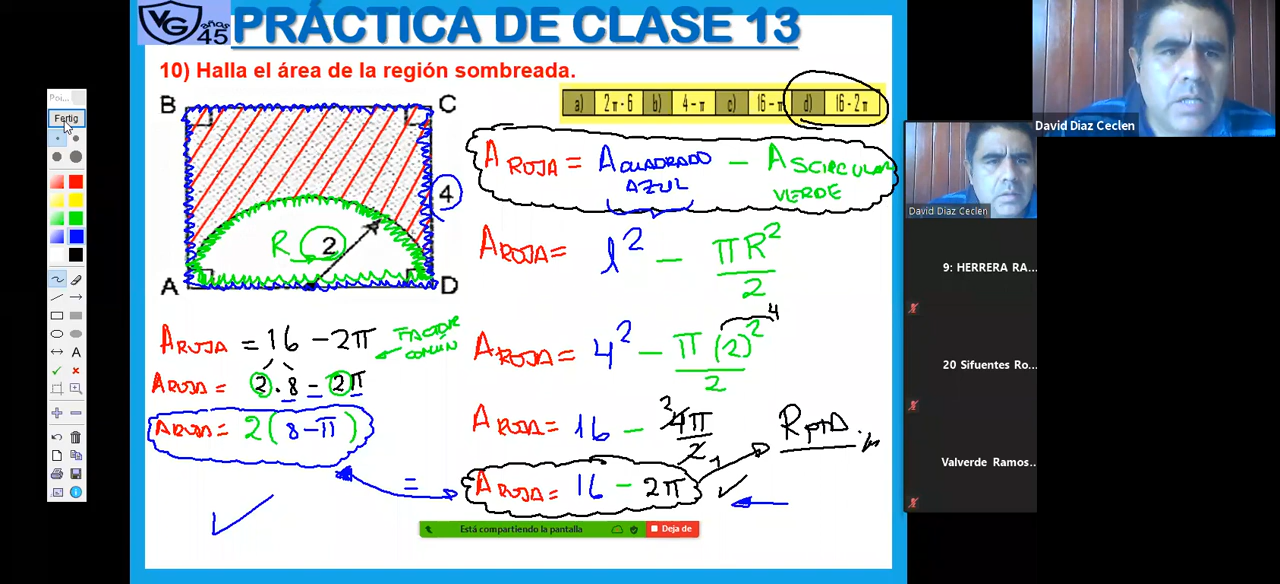 VG años 45
PRÁCTICA DE CLASE 13
10) Halla el área de la región sombreada.
a) 2π - 6 b) 4 - π c) 16 - π d) 16 - 2π
B
C
A
D
4
R 2
A ROJA = A CUADRADO AZUL - A SCIRCULAR VERDE
A ROJA = l² - πR²/2
A ROJA = 4² - π(2)²/2
4
A ROJA = 16 - 4π/2
A ROJA = 16 - 2π
RPTA.
A ROJA = 16 - 2π
FACTOR COMÚN
A ROJA = 2 . 8 - 2π
A ROJA = 2(8 - π)
=
Poi...
Fertig
A
Está compartiendo la pantalla
Deja de
David Diaz Ceclen
David Diaz Ceclen
9: HERRERA RA...
20 Sifuentes Ro...
Valverde Ramos...